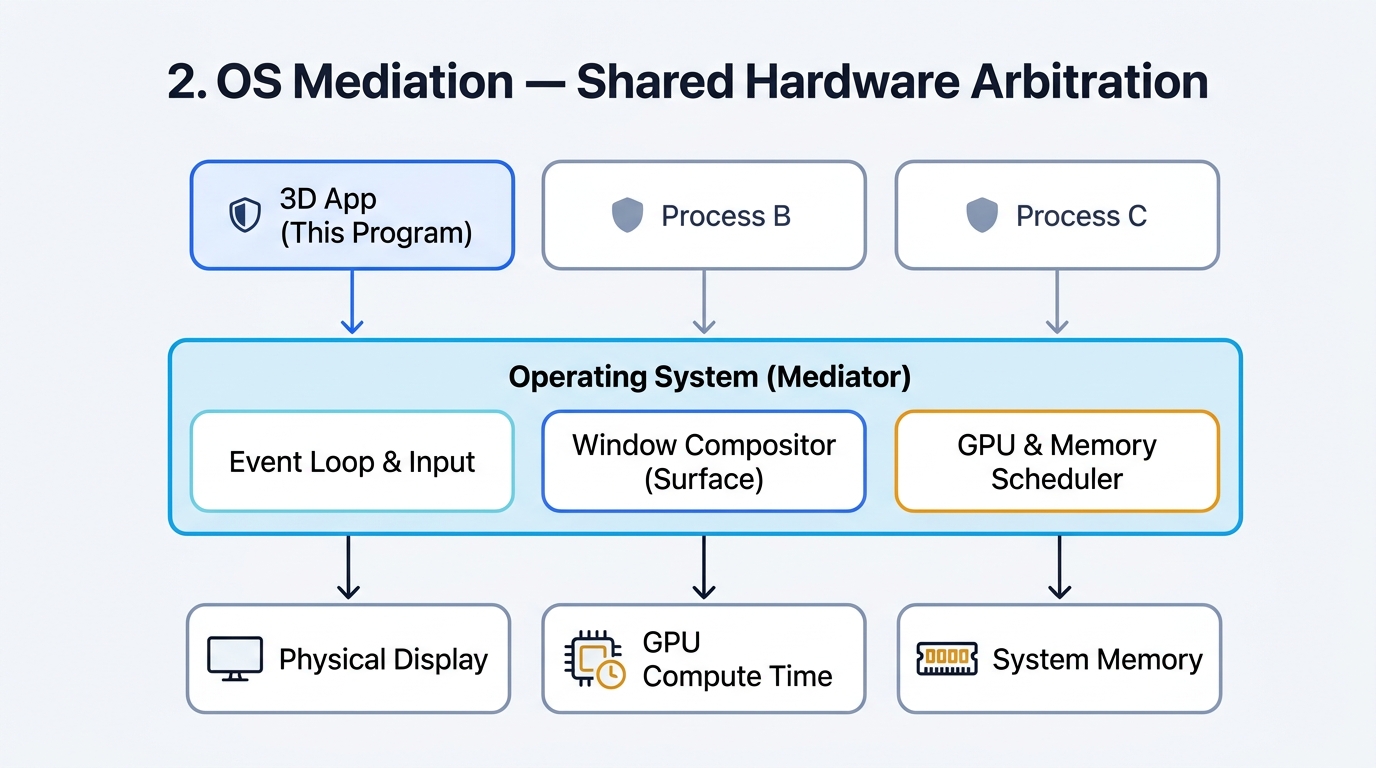 2. OS Mediation — Shared Hardware Arbitration
3D App
(This Program)
Process B
Process C
Operating System (Mediator)
Event Loop & Input
Window Compositor
(Surface)
GPU & Memory
Scheduler
Physical Display
GPU
Compute Time
System Memory